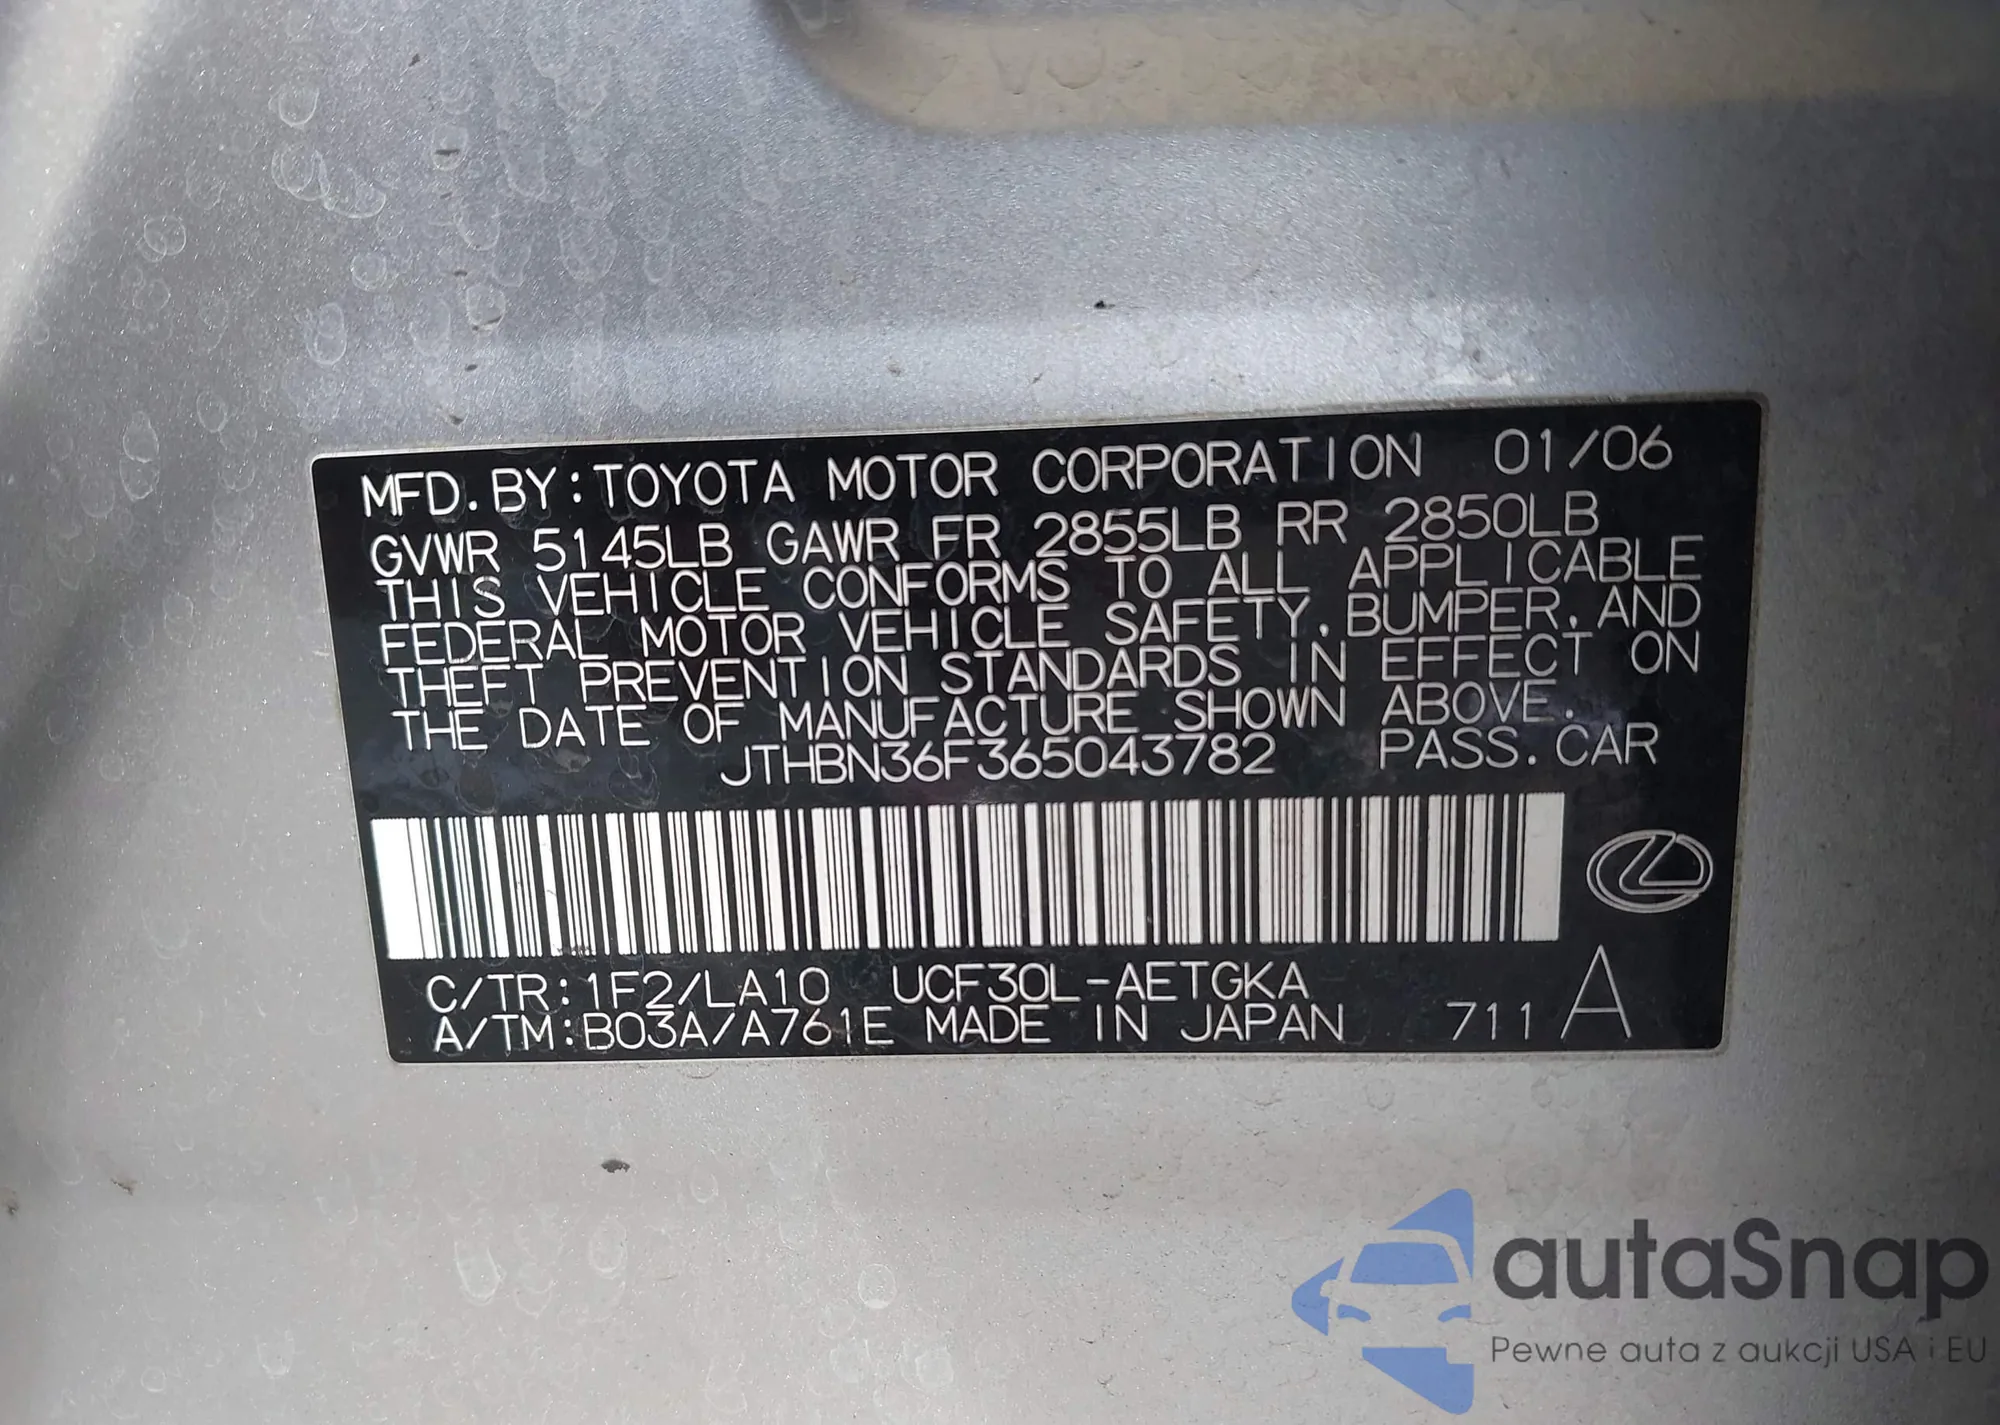 MFD. BY: TOYOTA MOTOR CORPORATION 01/06
GVWR 5145LB GAWR FR 2855LB RR 2850LB
THIS VEHICLE CONFORMS TO ALL APPLICABLE
FEDERAL MOTOR VEHICLE SAFETY, BUMPER, AND
THEFT PREVENTION STANDARDS IN EFFECT ON
THE DATE OF MANUFACTURE SHOWN ABOVE.
JTHBN36F365043782 PASS. CAR
C/TR: 1F2/LA10 UCF30L-AETGKA
A/TM: B03A/A761E MADE IN JAPAN 711 A
autaSnap
Pewne auta z aukcji USA i EU